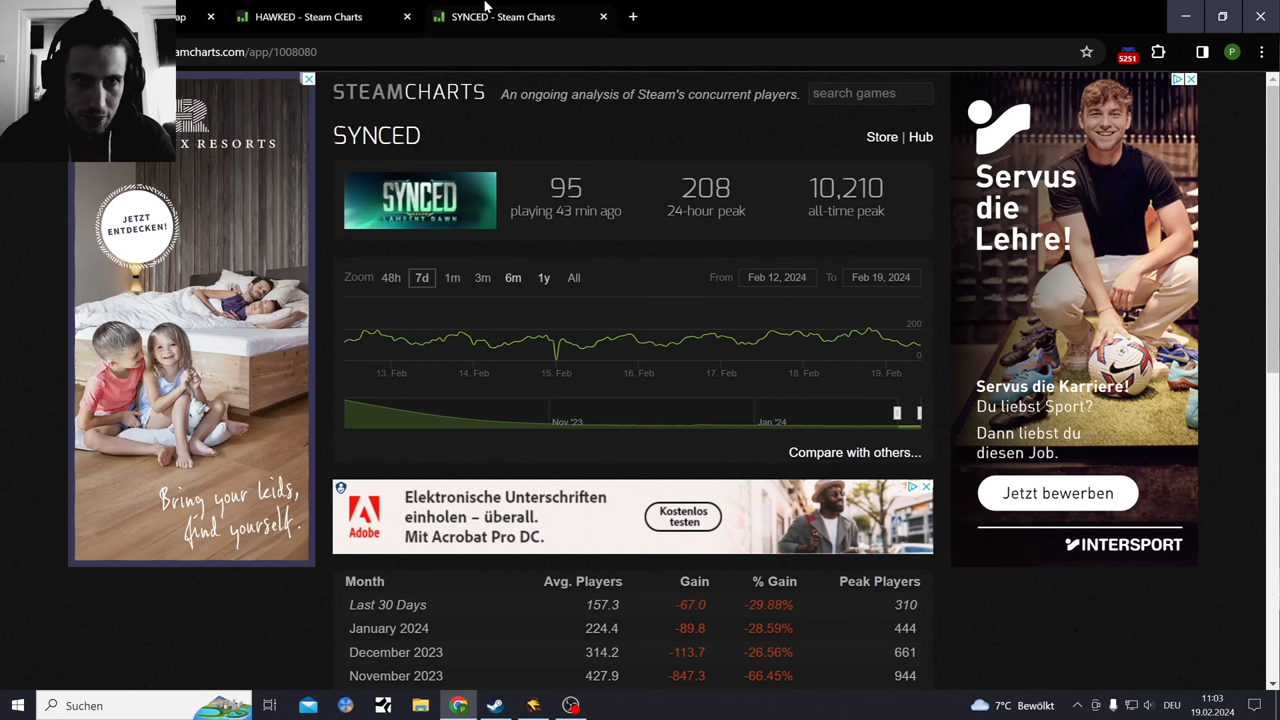 ap
HAWKED - Steam Charts
SYNCED - Steam Charts
amcharts.com/app/1008080
5251
P
X RESORTS
JETZT
ENTDECKEN!
Bring your kids,
find yourself.
STEAMCHARTS
An ongoing analysis of Steam's concurrent players.
search games
SYNCED
Store | Hub
SYNCED
95
playing 43 min ago
208
24-hour peak
10,210
all-time peak
Zoom 48h 7d 1m 3m 6m 1y All
From Feb 12, 2024 To Feb 19, 2024
200
0
13. Feb 14. Feb 15. Feb 16. Feb 17. Feb 18. Feb 19. Feb
Nov '23 Jan '24
Compare with others...
Adobe
Elektronische Unterschriften
einholen – überall.
Mit Acrobat Pro DC.
Kostenlos
testen
Month Avg. Players Gain % Gain Peak Players
Last 30 Days 157.3 -67.0 -29.88% 310
January 2024 224.4 -89.8 -28.59% 444
December 2023 314.2 -113.7 -26.56% 661
November 2023 427.9 -847.3 -66.45% 944
Servus
die
Lehre!
Servus die Karriere!
Du liebst Sport?
Dann liebst du
diesen Job.
Jetzt bewerben
INTERSPORT
Suchen
7°C Bewölkt
DEU
11:03
19.02.2024